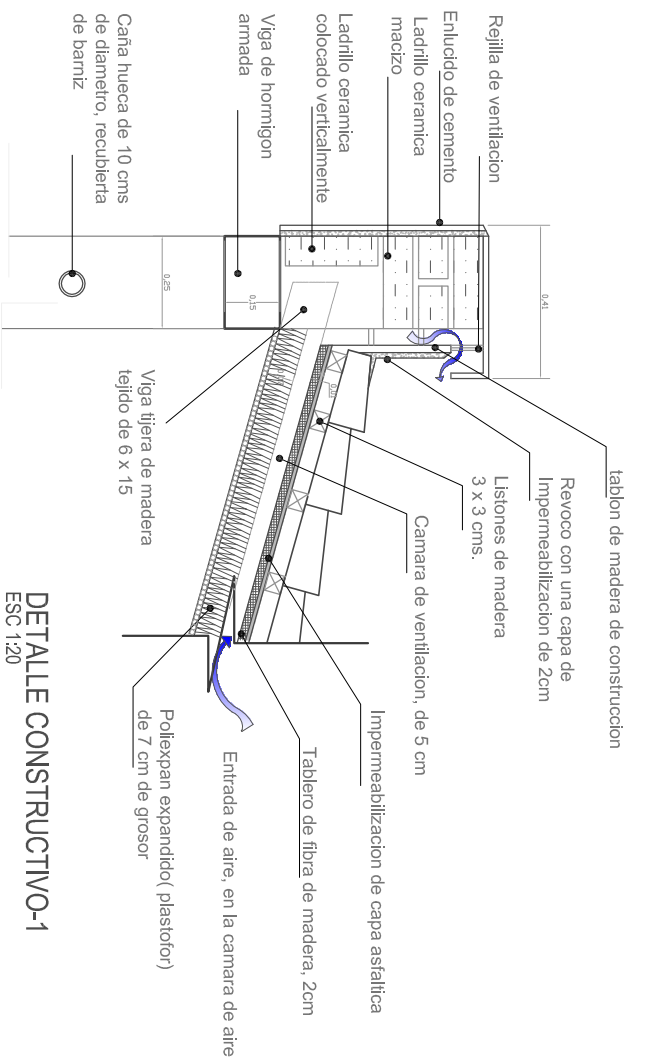 tablon de madera de construccion
Revoco con una capa de
Impermeabilizacion de 2cm
Listones de madera
3 x 3 cms.
Camara de ventilacion, de 5 cm
Impermeabilizacion de capa asfaltica
Tablero de fibra de madera, 2cm
Entrada de aire, en la camara de aire
Poliexpan expandido( plastofor)
de 7 cm de grosor
Rejilla de ventilacion
Enlucido de cemento
Ladrillo ceramica
macizo
Ladrillo ceramica
colocado verticalmente
Viga de hormigon
armada
Caña hueca de 10 cms
de diametro, recubierta
de barniz
Viga tijera de madera
tejido de 6 x 15
0,41
0,15
0,25
DETALLE CONSTRUCTIVO-1
ESC 1:20